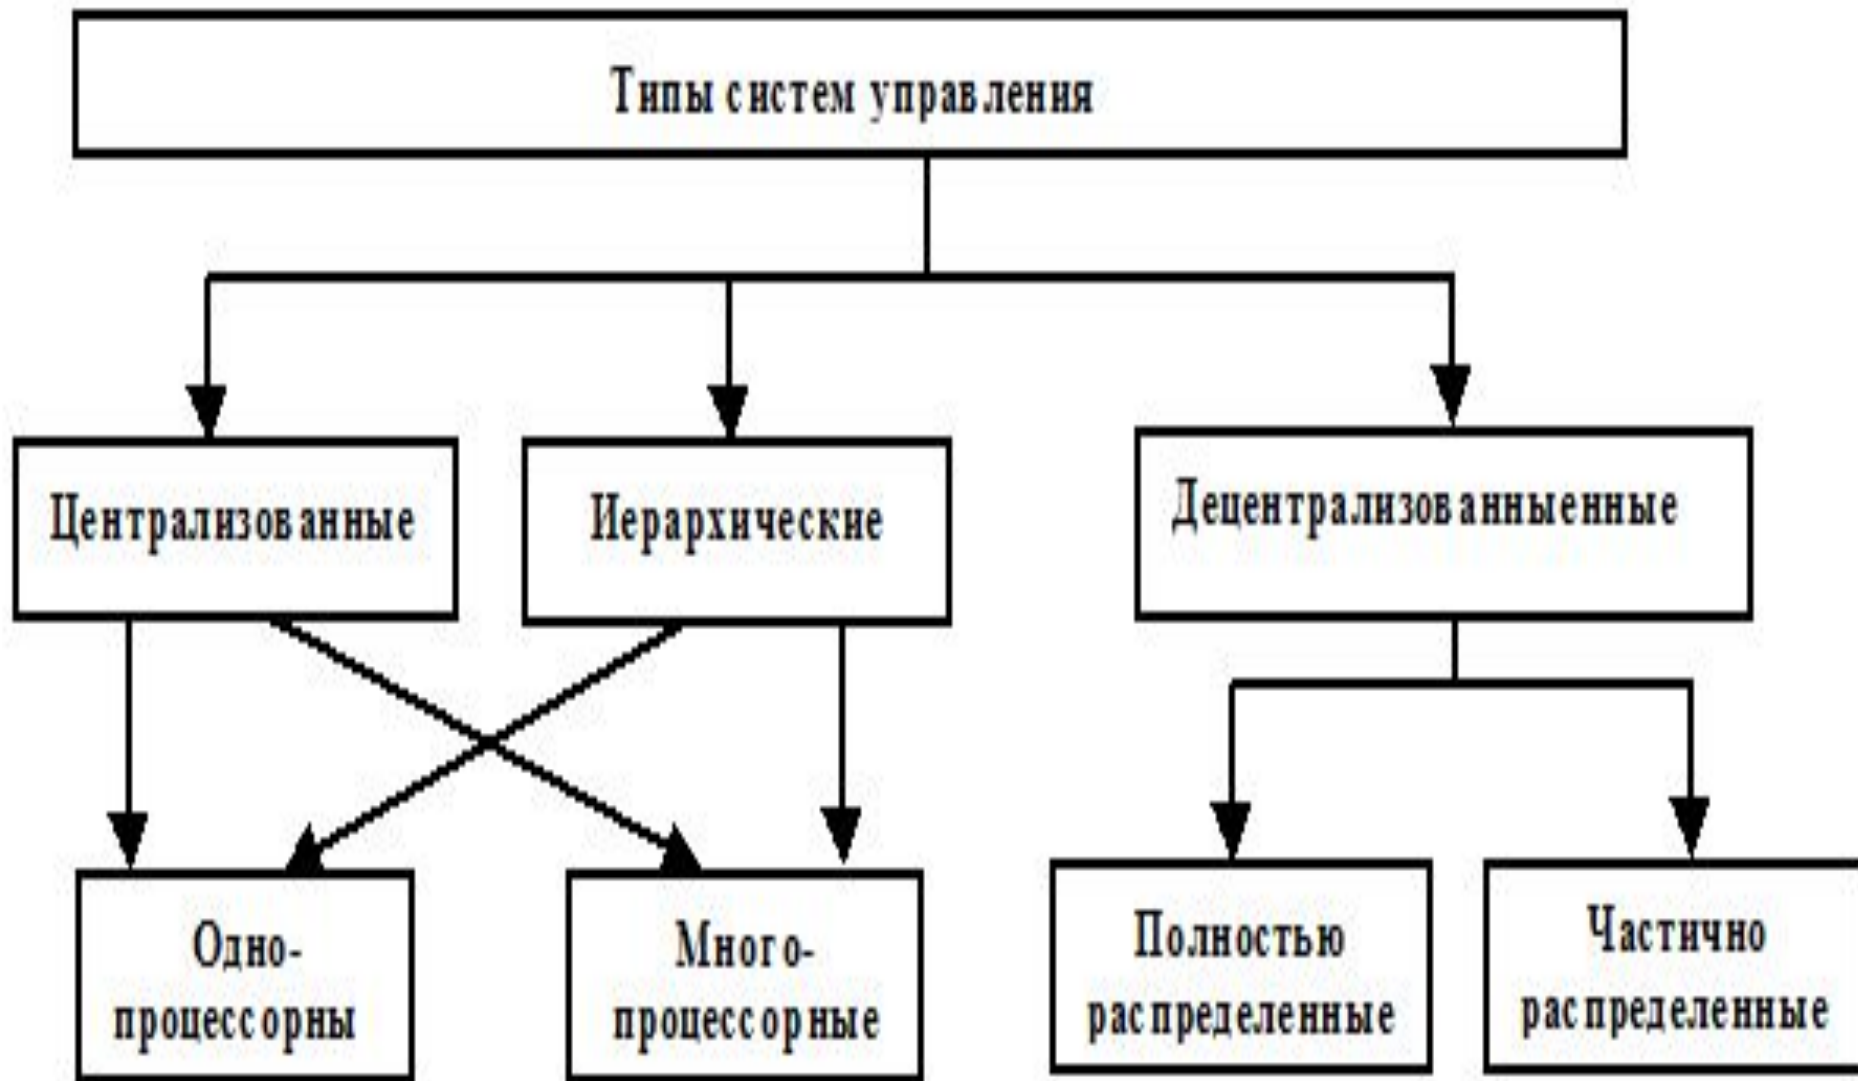 Типы систем управления
Централизованные
Иерархические
Децентрализованныенные
Одно-
процессорны
Много-
процессорные
Полностью
распределенные
Частично
распределенные